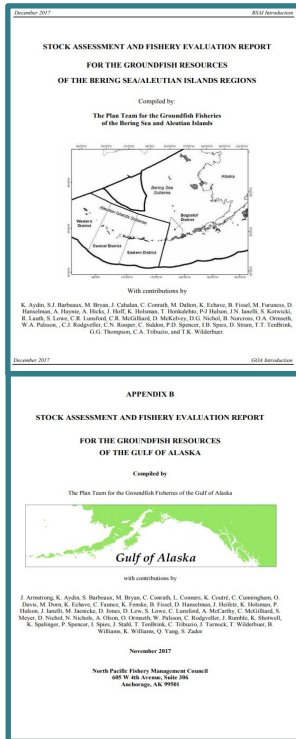 December 2017 BSAI Introduction
STOCK ASSESSMENT AND FISHERY EVALUATION REPORT
FOR THE GROUNDFISH RESOURCES
OF THE BERING SEA/ALEUTIAN ISLANDS REGIONS
Compiled by:
The Plan Team for the Groundfish Fisheries
of the Bering Sea and Aleutian Islands
Alaska
Bering Sea
Subarea
Aleutian Islands Subarea
Bogoslof
District
Western
District
Central District
Eastern District
With contributions by
K. Aydin, S.J. Barbeaux, M. Bryan, J. Cahalan, C. Conrath, M. Dalton, K. Echave, B. Fissel, M. Furuness, D.
Hanselman, A. Haynie, A. Hicks, J. Hoff, K. Holsman, T. Honkalehto, P-J Hulson, J.N. Ianelli, S. Kotwicki,
R. Lauth, S. Lowe, C.R. Lunsford, C.R. McGilliard, D. McKelvey, D.G. Nichol, B. Norcross, O.A. Ormseth,
W.A. Palsson, , C.J. Rodgveller, C.N. Rooper, C. Siddon, P.D. Spencer, I.B. Spies, D. Stram, T.T. TenBrink,
G.G. Thompson, C.A. Tribuzio, and T.K. Wilderbuer.
December 2017 GOA Introduction
APPENDIX B
STOCK ASSESSMENT AND FISHERY EVALUATION REPORT
FOR THE GROUNDFISH RESOURCES
OF THE GULF OF ALASKA
Compiled by
The Plan Team for the Groundfish Fisheries of the Gulf of Alaska
Gulf of Alaska
with contributions by
J. Armstrong, K. Aydin, S. Barbeaux, M. Bryan, C. Conrath, L. Conners, K. Coutré, C. Cunningham, O.
Davis, M. Dorn, K. Echave, C. Faunce, K. Fenske, B. Fissel, D. Hanselman, J. Heifetz, K. Holsman, P.
Hulson, J. Ianelli, M. Jaenicke, D. Jones, D. Lew, S. Lowe, C. Lunsford, A. McCarthy, C. McGilliard, S.
Meyer, D. Nichol, N. Nichols, A. Olson, O. Ormseth, W. Palsson, C. Rodgveller, J. Rumble, K. Shotwell,
K. Spalinger, P. Spencer, I. Spies, J. Stahl, T. TenBrink, C. Tribuzio, J. Turnock, T. Wilderbuer, B.
Williams, K. Williams, Q. Yang, S. Zador
November 2017
North Pacific Fishery Management Council
605 W 4th Avenue, Suite 306
Anchorage, AK 99501